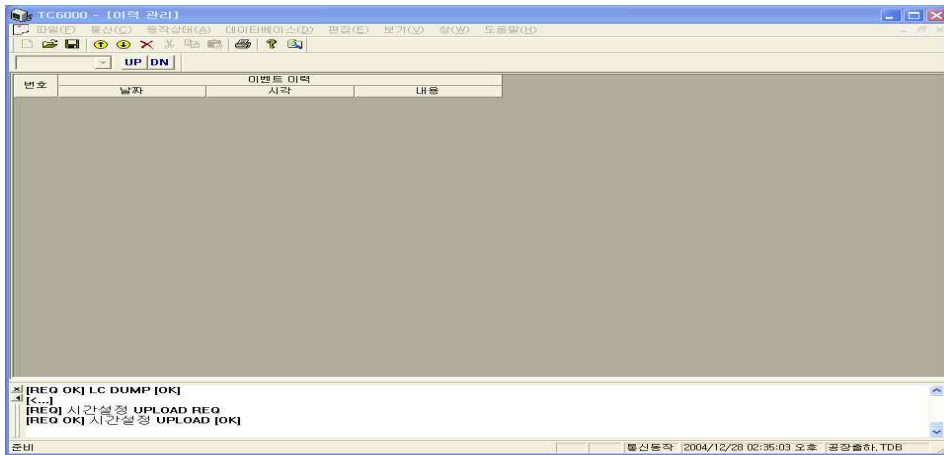 TC6000 - [이력 관리]
파일(F) 통신(C) 동작상태(A) 데이타베이스(D) 편집(E) 보기(V) 창(W) 도움말(H)
UP DN
번호 이벤트 이력
날짜 시각 내용
[REQ OK] LC DUMP [OK]
[<...]
[REQ] 시간설정 UPLOAD REQ
[REQ OK] 시간설정 UPLOAD [OK]
준비 통신동작 2004/12/28 02:35:03 오후 공장출하.TDB